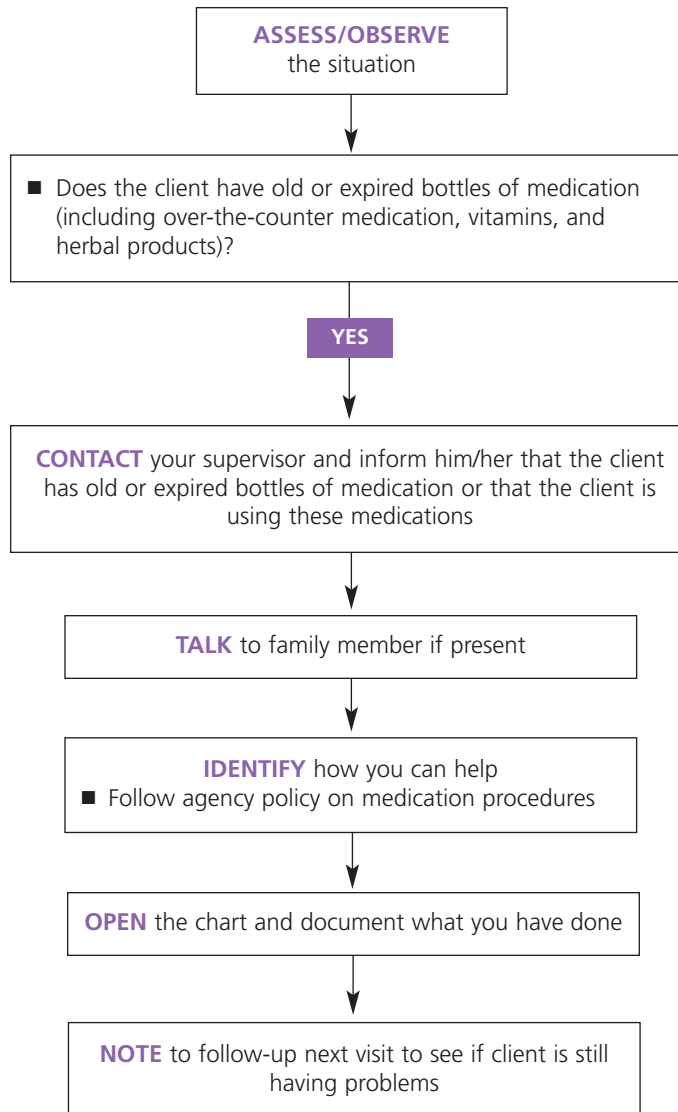 ASSESS/OBSERVE
the situation
■ Does the client have old or expired bottles of medication
(including over-the-counter medication, vitamins, and
herbal products)?
YES
CONTACT your supervisor and inform him/her that the client
has old or expired bottles of medication or that the client is
using these medications
TALK to family member if present
IDENTIFY how you can help
■ Follow agency policy on medication procedures
OPEN the chart and document what you have done
NOTE to follow-up next visit to see if client is still
having problems